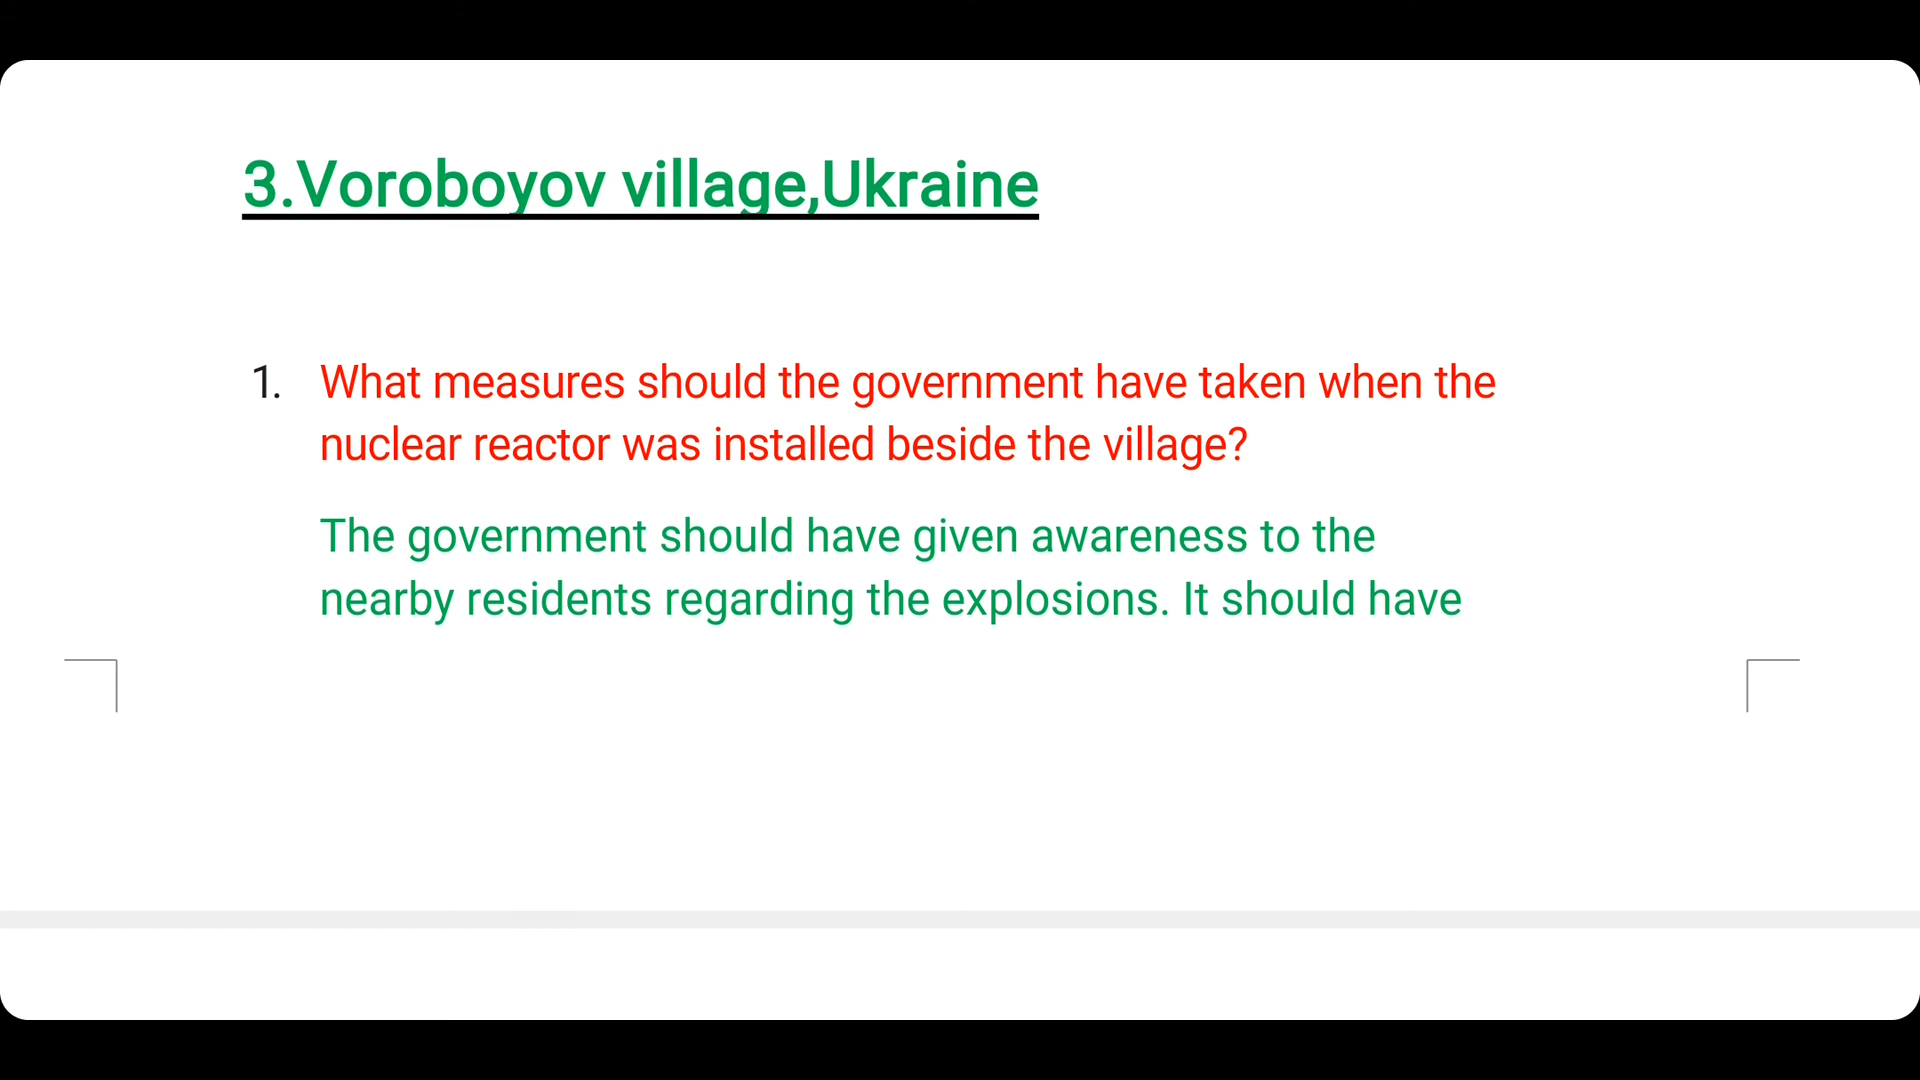 3.Voroboyov village,Ukraine
1. What measures should the government have taken when the
nuclear reactor was installed beside the village?
The government should have given awareness to the
nearby residents regarding the explosions. It should have